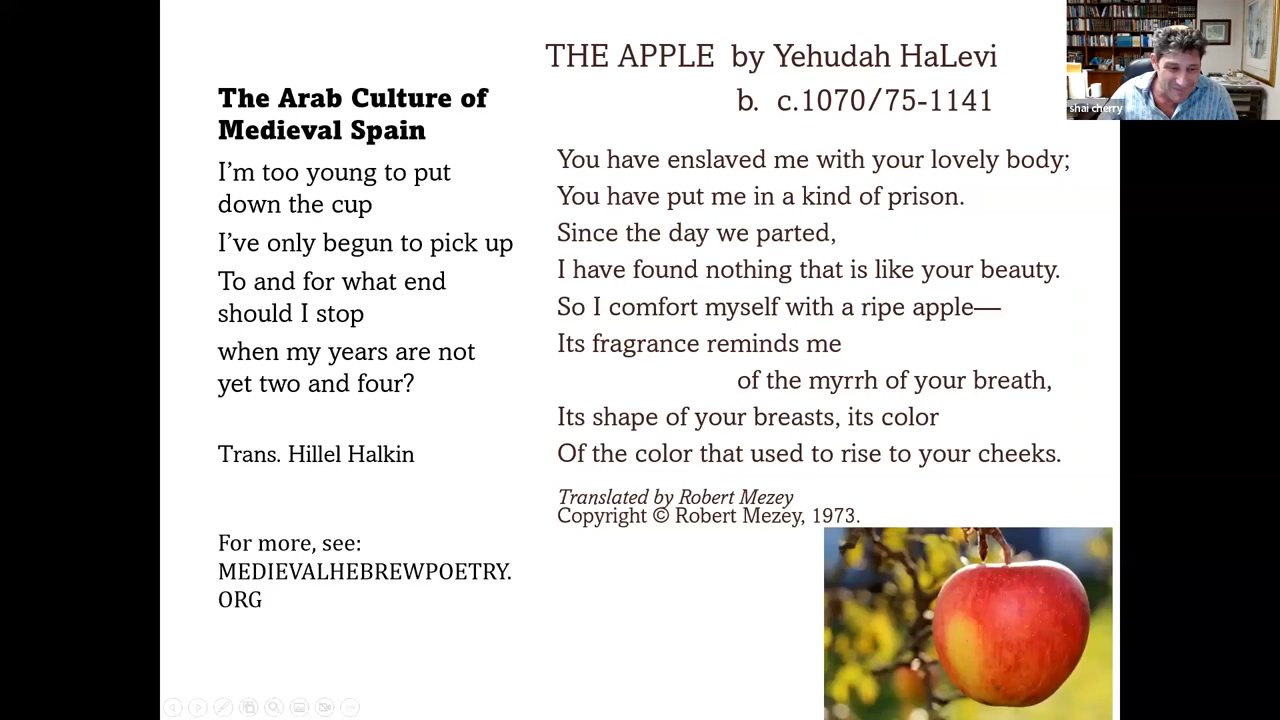 THE APPLE by Yehudah HaLevi
b. c.1070/75-1141
The Arab Culture of
Medieval Spain
I’m too young to put
down the cup
I’ve only begun to pick up
To and for what end
should I stop
when my years are not
yet two and four?
Trans. Hillel Halkin
For more, see:
MEDIEVALHEBREWPOETRY.
ORG
You have enslaved me with your lovely body;
You have put me in a kind of prison.
Since the day we parted,
I have found nothing that is like your beauty.
So I comfort myself with a ripe apple—
Its fragrance reminds me
of the myrrh of your breath,
Its shape of your breasts, its color
Of the color that used to rise to your cheeks.
Translated by Robert Mezey
Copyright © Robert Mezey, 1973.
shai cherry